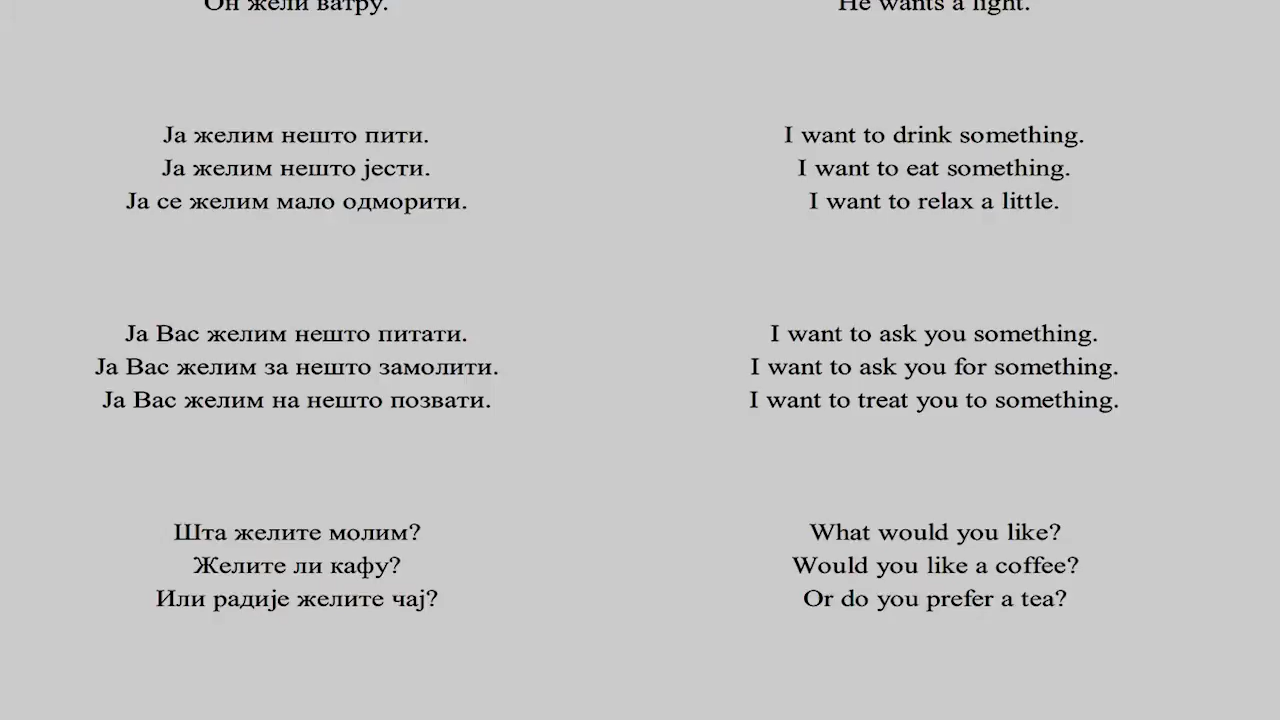 Он жели ватру.
He wants a light.
Ја желим нешто пити.
I want to drink something.
Ја желим нешто јести.
I want to eat something.
Ја се желим мало одморити.
I want to relax a little.
Ја Вас желим нешто питати.
I want to ask you something.
Ја Вас желим за нешто замолити.
I want to ask you for something.
Ја Вас желим на нешто позвати.
I want to treat you to something.
Шта желите молим?
What would you like?
Желите ли кафу?
Would you like a coffee?
Или радије желите чај?
Or do you prefer a tea?